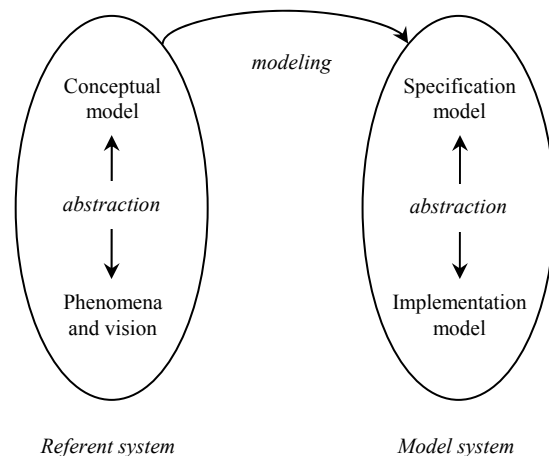 modeling
Conceptual
model
abstraction
Phenomena
and vision
Referent system
Specification
model
abstraction
Implementation
model
Model system